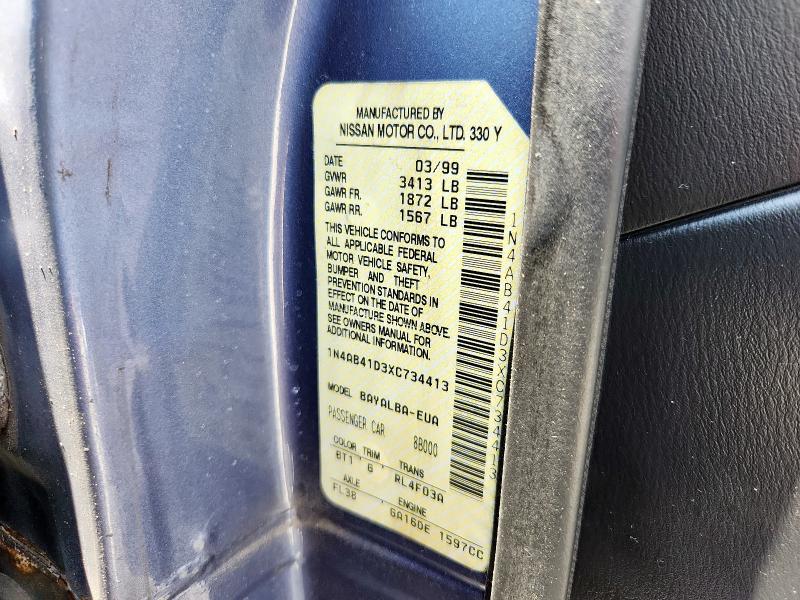 MANUFACTURED BY
NISSAN MOTOR CO., LTD. 330 Y
DATE 03/99
GVWR 3413 LB
GAWR FR. 1872 LB
GAWR RR. 1567 LB
THIS VEHICLE CONFORMS TO
ALL APPLICABLE FEDERAL
MOTOR VEHICLE SAFETY,
BUMPER AND THEFT
PREVENTION STANDARDS IN
EFFECT ON THE DATE OF
MANUFACTURE SHOWN ABOVE.
SEE OWNERS MANUAL FOR
ADDITIONAL INFORMATION.
1N4AB41D3XC734413
MODEL BAYALBA-EUA
PASSENGER CAR 8B000
COLOR TRIM TRANS
BT1 G RL4F03A
AXLE ENGINE
FL38 GA16DE 1597CC
1N4AB41D3XC734413